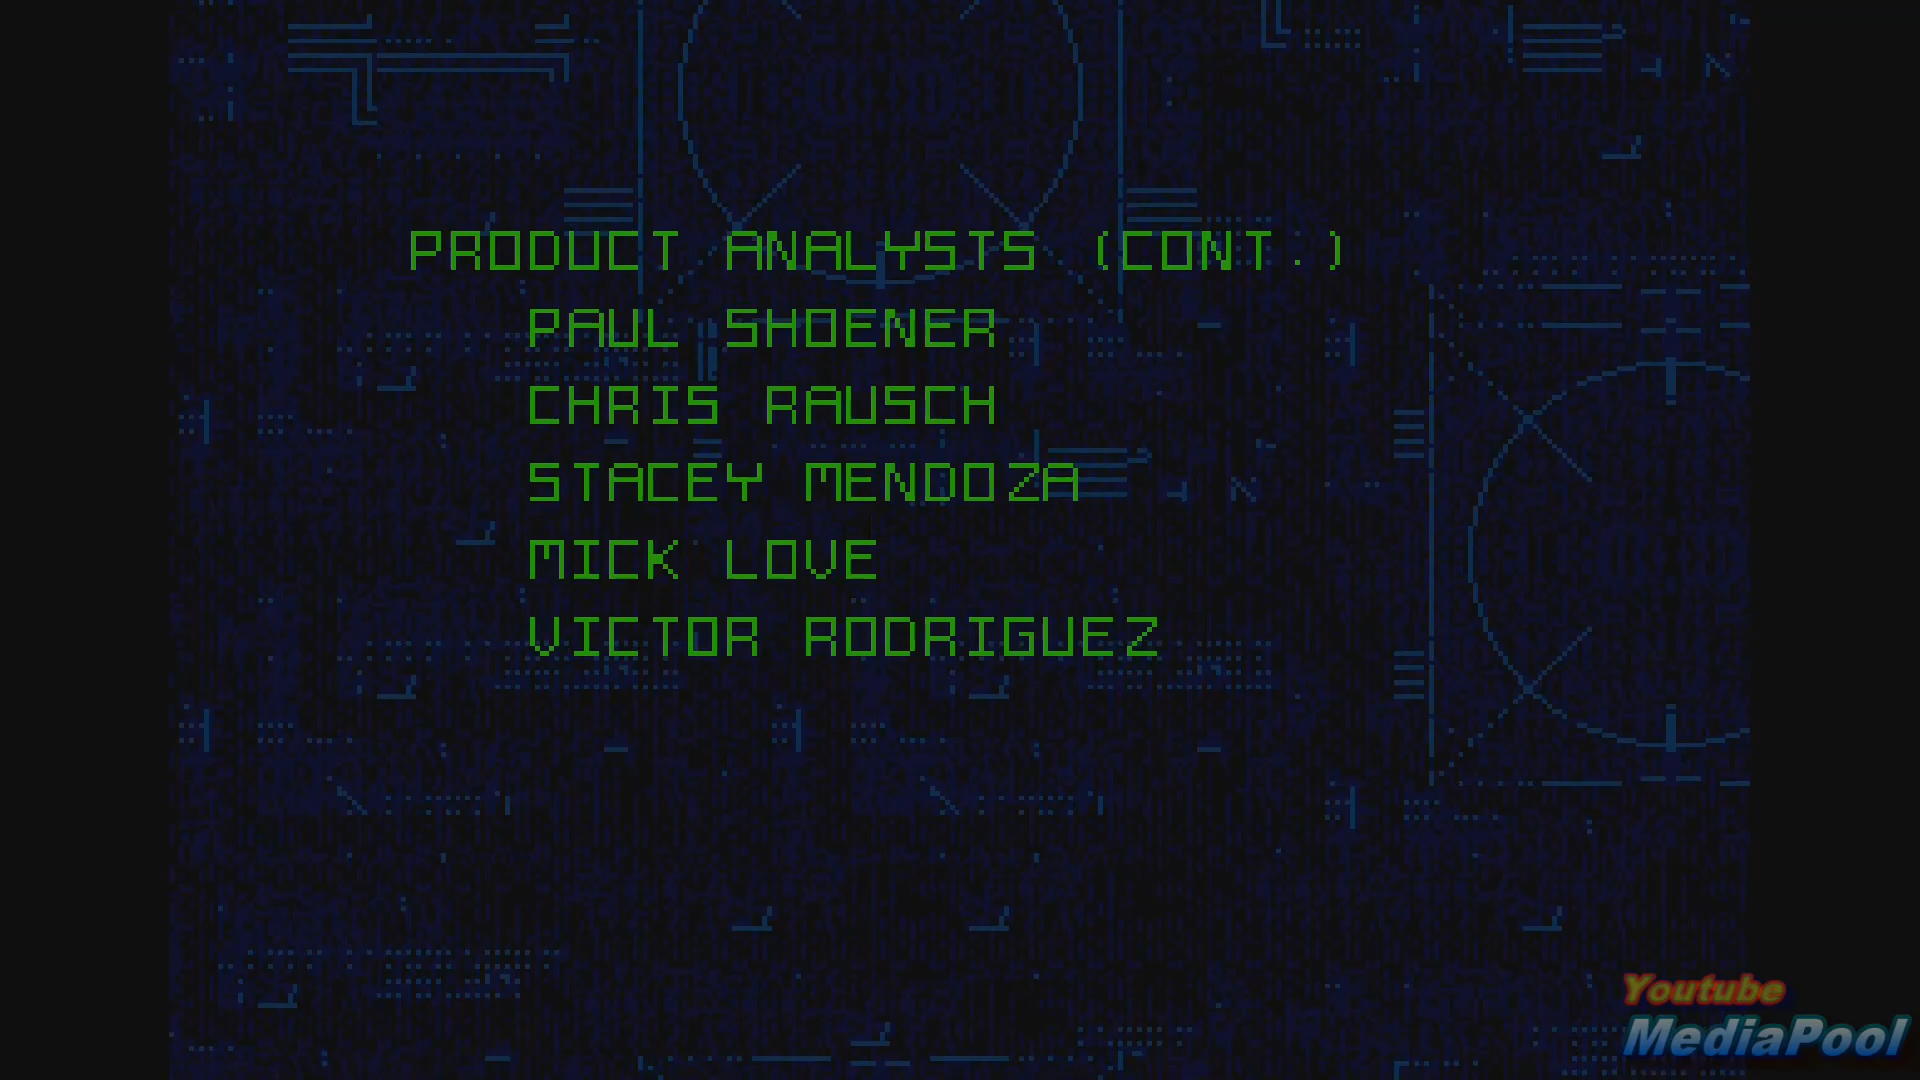 PRODUCT ANALYSTS (CONT.)
PAUL SHOENER
CHRIS RAUSCH
STACEY MENDOZA
MICK LOVE
VICTOR RODRIGUEZ
Youtube
MediaPool